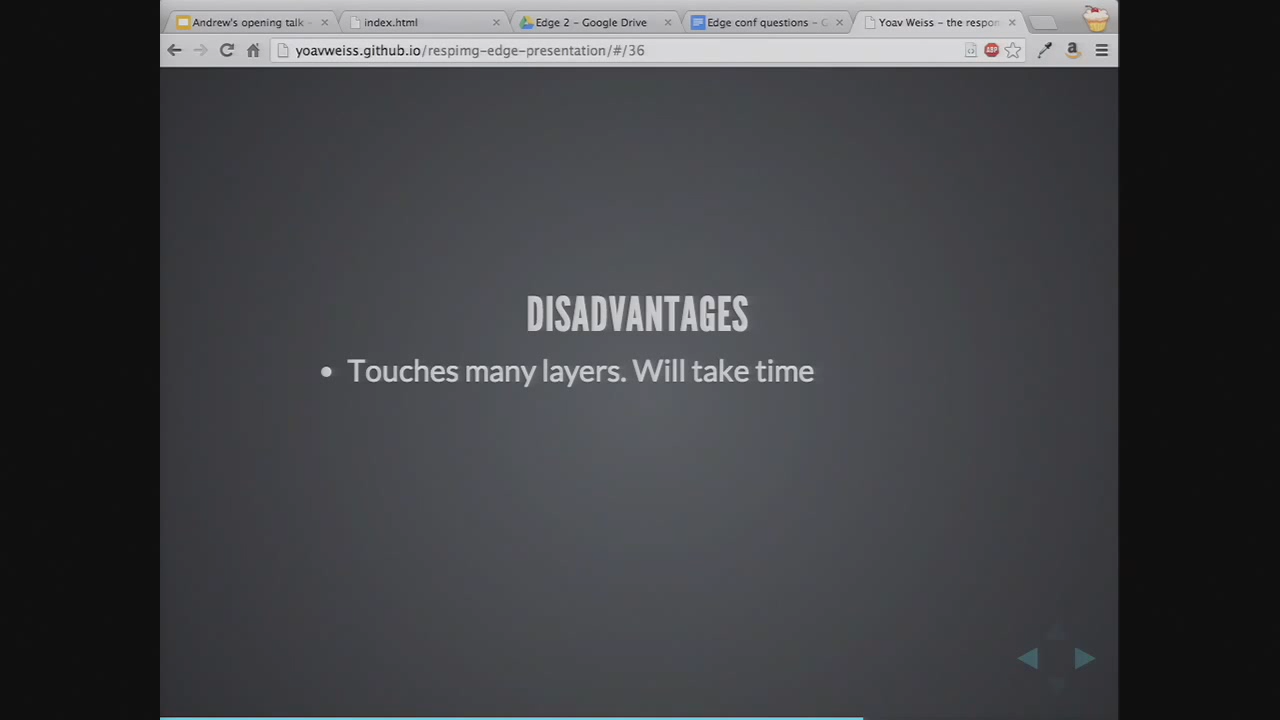 Andrew's opening talk -
index.html
Edge 2 - Google Drive
Edge conf questions - G
Yoav Weiss - the respon
yoavweiss.github.io/respimg-edge-presentation/#/36
ABP
a
DISADVANTAGES
• Touches many layers. Will take time